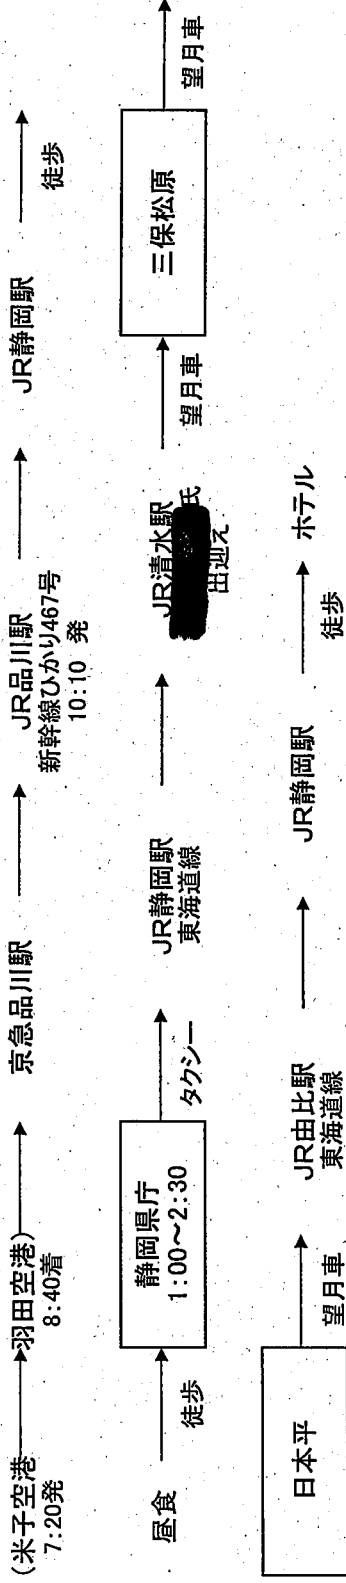 (米子空港
7:20発
羽田空港)
8:40着
京急品川駅
JR品川駅
新幹線ひかり467号
10:10 発
JR静岡駅
徒歩
昼食
徒歩
静岡県庁
1:00～2:30
タクシー
JR静岡駅
東海道線
JR清水駅
氏
出迎え
望月車
三保松原
望月車
日本平
望月車
JR由比駅
東海道線
JR静岡駅
徒歩
ホテル